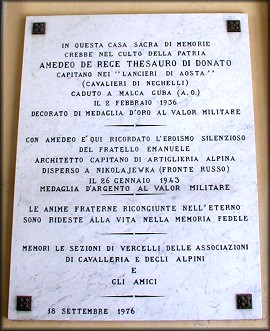 IN QUESTA CASA SACRA DI MEMORIE
CREBBE NEL CULTO DELLA PATRIA
AMEDEO DE RECE THESAURO DI DONATO
CAPITANO NEI "LANCIERI DI AOSTA"
(CAVALIERI DI NEGHELLI)
CADUTO A MALCA GUBA (A.O.)
IL 2 FEBBRAIO 1936
DECORATO DI MEDAGLIA D'ORO AL VALOR MILITARE
CON AMEDEO E' QUI RICORDATO L'EROISMO SILENZIOSO
DEL FRATELLO EMANUELE
ARCHITETTO CAPITANO DI ARTIGLIERIA ALPINA
DISPERSO A NIKOLAJEWKA (FRONTE RUSSO)
IL 26 GENNAIO 1943
MEDAGLIA D'ARGENTO AL VALOR MILITARE
LE ANIME FRATERNE RICONGIUNTE NELL'ETERNO
SONO RIDESTE ALLA VITA NELLA MEMORIA FEDELE
MEMORI LE SEZIONI DI VERCELLI DELLE ASSOCIAZIONI
DI CAVALLERIA E DEGLI ALPINI
E
GLI AMICI
18 SETTEMBRE 1976